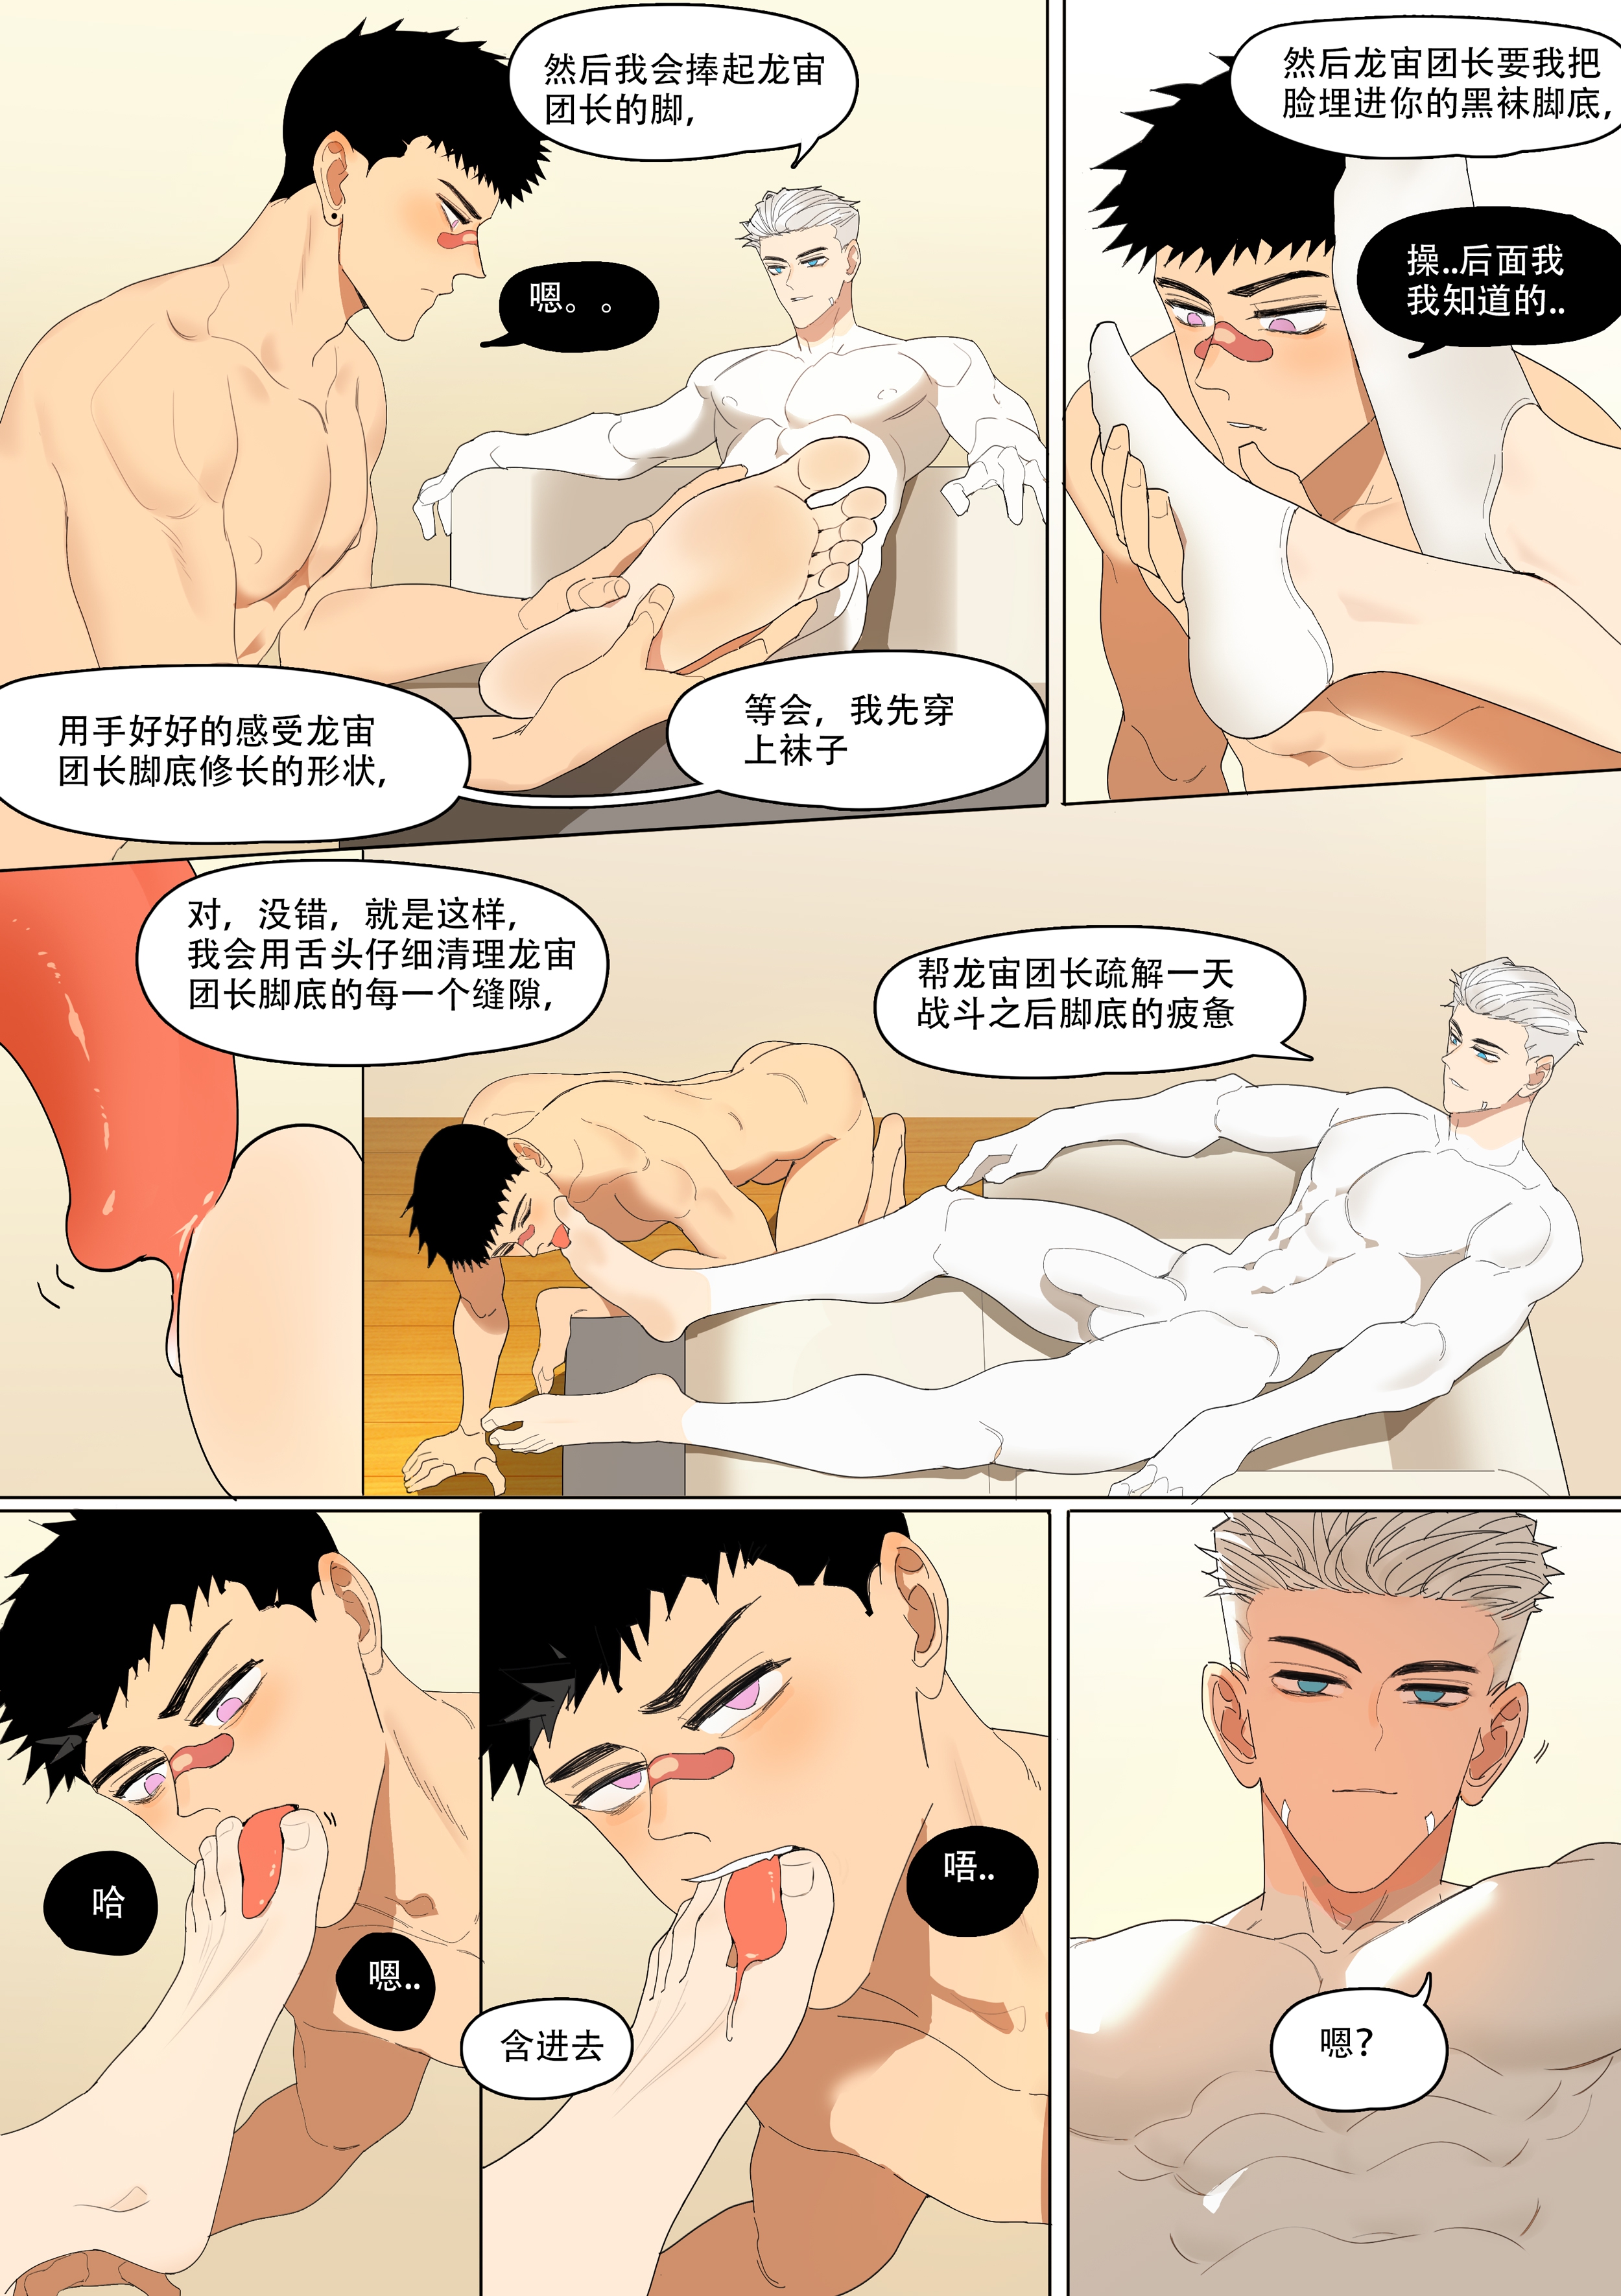 然后我会捧起龙宙
团长的脚,
嗯。。
用手好好的感受龙宙
团长脚底修长的形状,
等会，我先穿
上袜子
然后龙宙团长要我把
脸埋进你的黑袜脚底,
操..后面我
我知道的..
对，没错，就是这样，
我会用舌头仔细清理龙宙
团长脚底的每一个缝隙,
帮龙宙团长疏解一天
战斗之后脚底的疲惫
哈
嗯..
含进去
唔..
嗯?